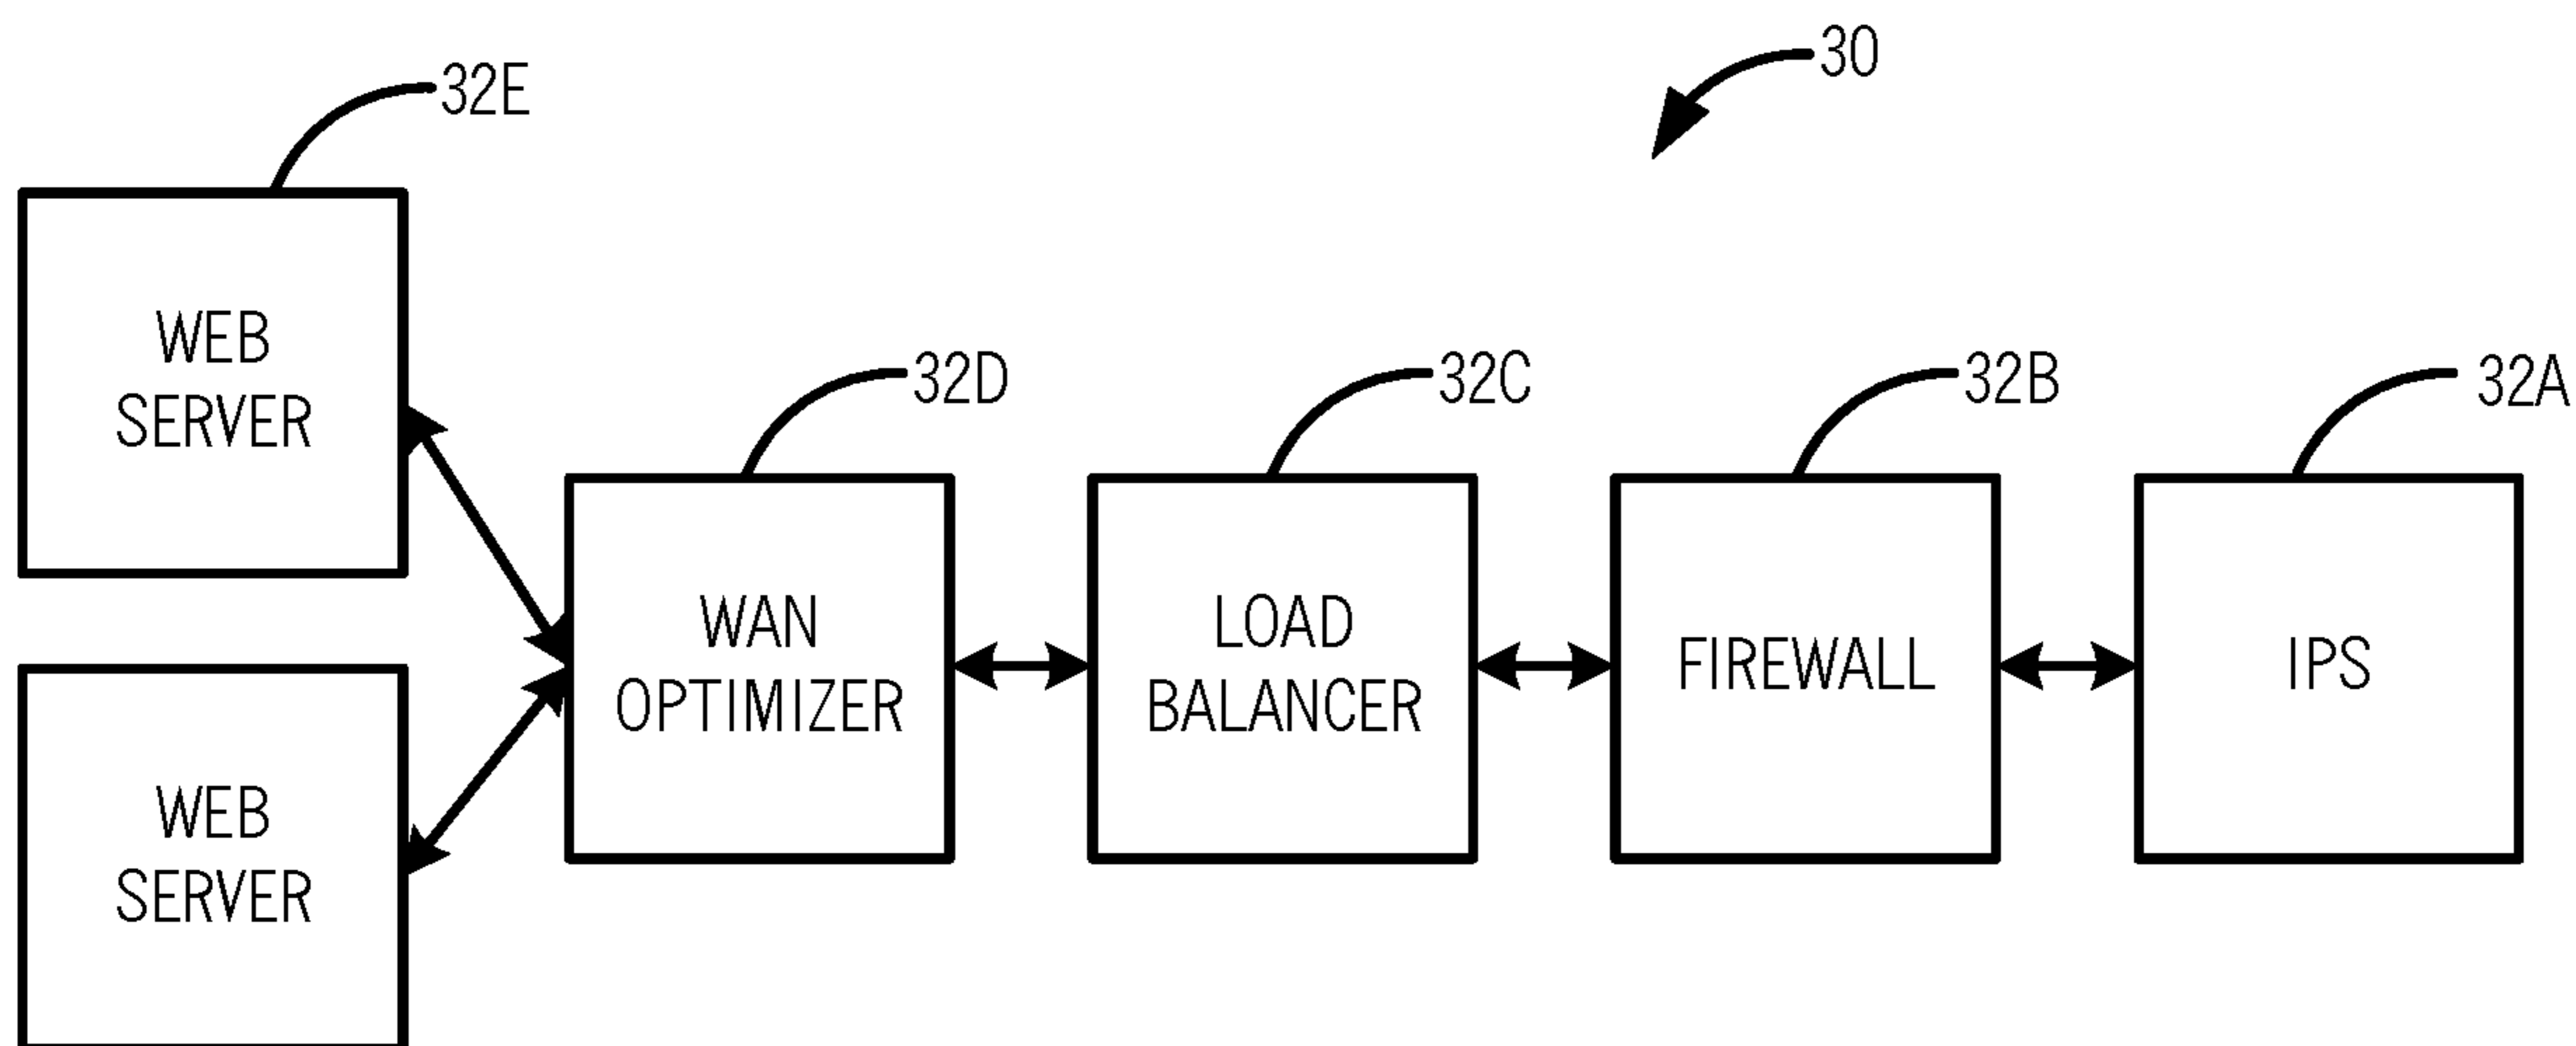 30
32E
WEB
SERVER
32D
32C
32B
32A
WAN
OPTIMIZER
LOAD
BALANCER
FIREWALL
IPS
WEB
SERVER